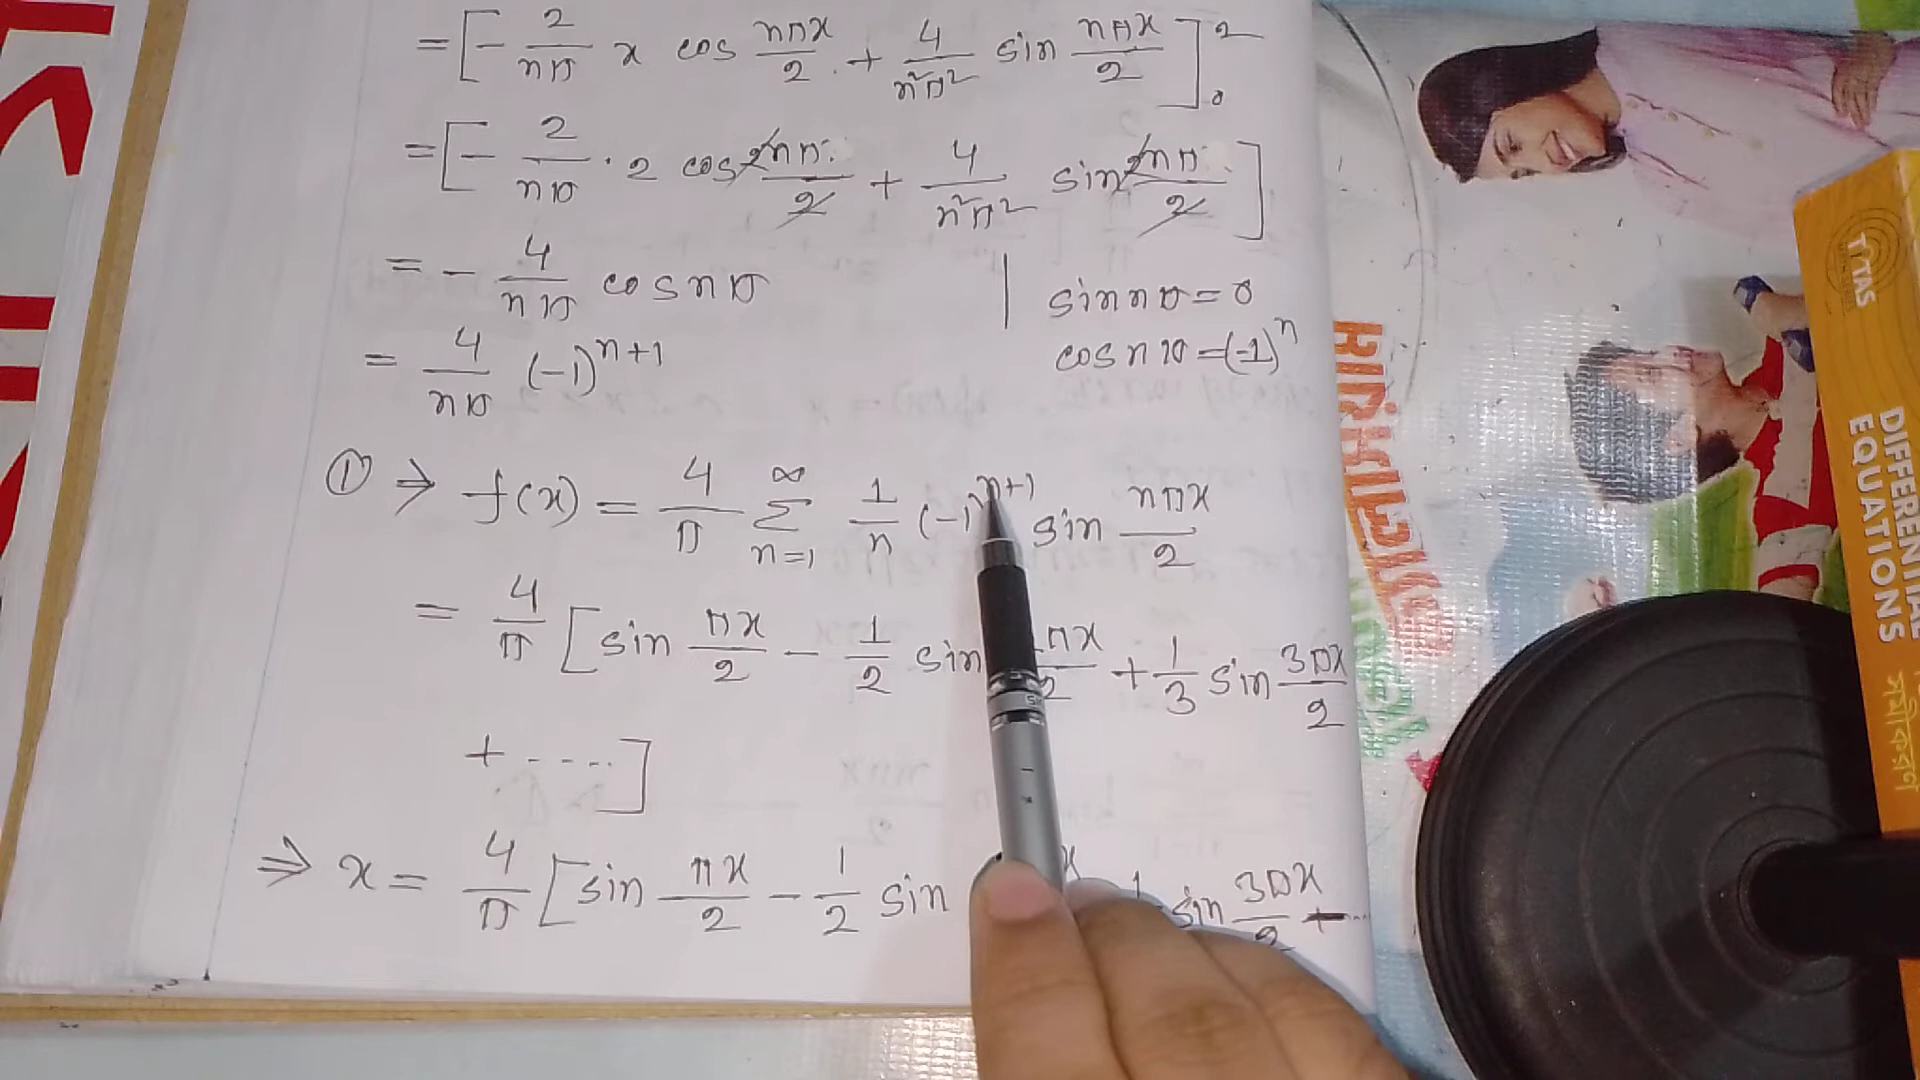 = [- 2/nπ x cos nπx/2 + 4/n²π² sin nπx/2]₀²
= [- 2/nπ · 2 cos 2nπ/2 + 4/n²π² sin 2nπ/2]
= - 4/nπ cos nπ | sin nπ = 0
= 4/nπ (-1)ⁿ⁺¹ cos nπ = (-1)ⁿ
① ⇒ f(x) = 4/π ∞ Σ n=1 1/n (-1)ⁿ⁺¹ sin nπx/2
= 4/π [sin πx/2 - 1/2 sin πx/2 + 1/3 sin 3πx/2
+ ----- ]
⇒ x = 4/π [sin πx/2 - 1/2 sin x sin 3πx/2 + ---
TITAS
DIFFERENTIAL
EQUATIONS